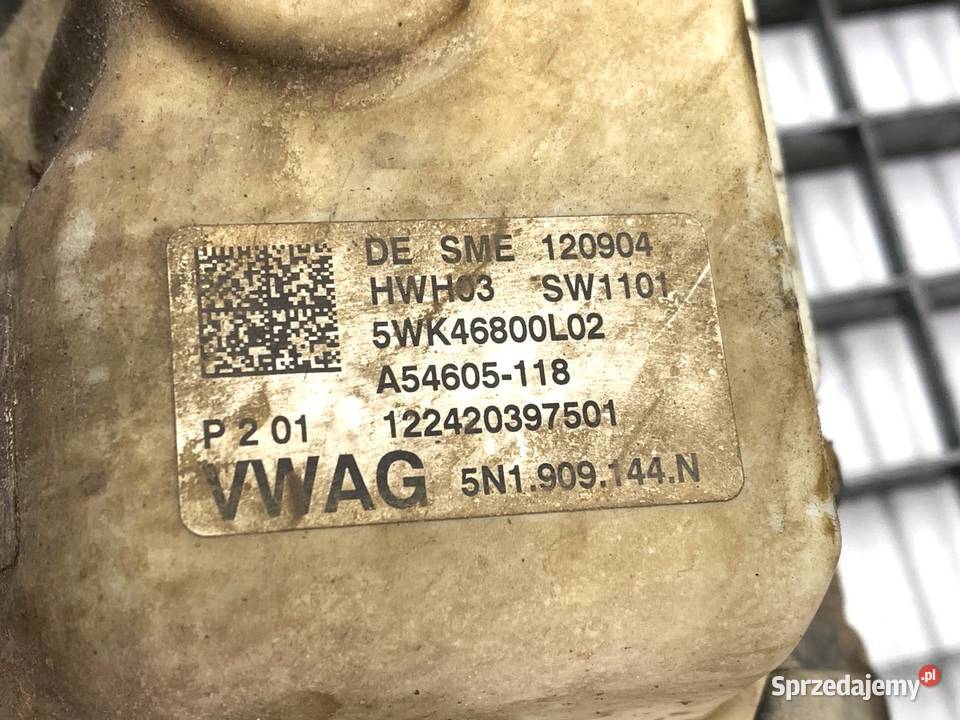 DE SME 120904
HWH03 SW1101
5WK46800L02
A54605-118
P 2 01 122420397501
VWAG 5N1.909.144.N
Sprzedajemy.pl